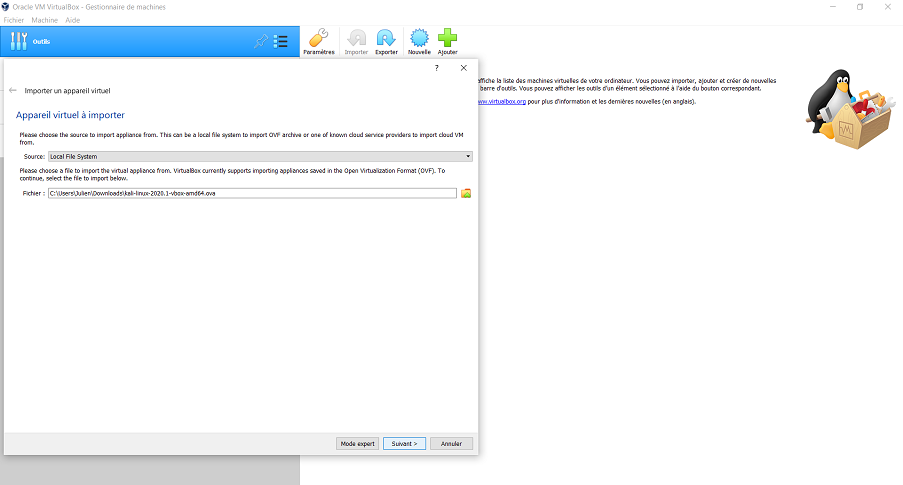 Oracle VM VirtualBox - Gestionnaire de machines
Fichier Machine Aide
Outils
Paramètres Importer Exporter Nouvelle Ajouter
? 
Importer un appareil virtuel
Appareil virtuel à importer
Please choose the source to import appliance from. This can be a local file system to import OVF archive or one of known cloud service providers to import cloud VM
from.
Source: Local File System
Please choose a file to import the virtual appliance from. VirtualBox currently supports importing appliances saved in the Open Virtualization Format (OVF). To
continue, select the file to import below.
Fichier : C:\Users\Julien\Downloads\kali-linux-2020.1-vbox-amd64.ova
Mode expert Suivant > Annuler
affiche la liste des machines virtuelles de votre ordinateur. Vous pouvez importer, ajouter et créer de nouvelles
barre d'outils. Vous pouvez afficher les outils d'un élément sélectionné à l'aide du bouton correspondant.
www.virtualbox.org pour plus d'information et les dernières nouvelles (en anglais).